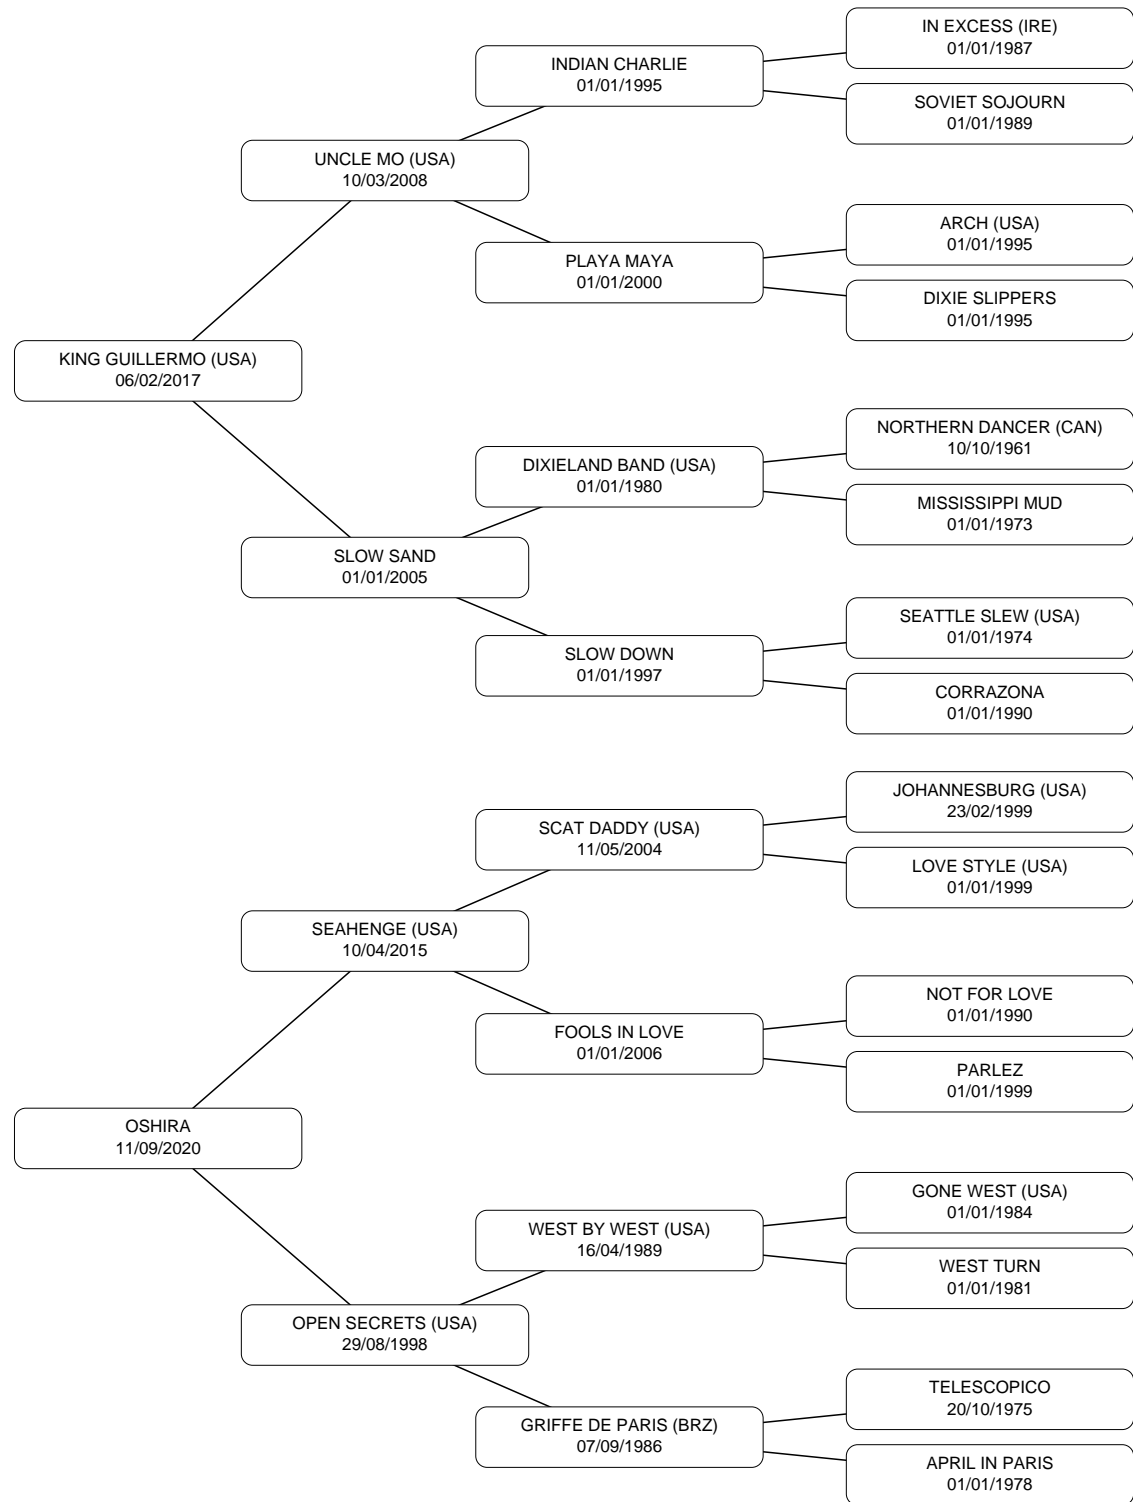 IN EXCESS (IRE)
01/01/1987
INDIAN CHARLIE
01/01/1995
SOVIET SOJOURN
01/01/1989
UNCLE MO (USA)
10/03/2008
ARCH (USA)
01/01/1995
PLAYA MAYA
01/01/2000
DIXIE SLIPPERS
01/01/1995
KING GUILLERMO (USA)
06/02/2017
NORTHERN DANCER (CAN)
10/10/1961
DIXIELAND BAND (USA)
01/01/1980
MISSISSIPPI MUD
01/01/1973
SLOW SAND
01/01/2005
SEATTLE SLEW (USA)
01/01/1974
SLOW DOWN
01/01/1997
CORRAZONA
01/01/1990
JOHANNESBURG (USA)
23/02/1999
SCAT DADDY (USA)
11/05/2004
LOVE STYLE (USA)
01/01/1999
SEAHENGE (USA)
10/04/2015
NOT FOR LOVE
01/01/1990
FOOLS IN LOVE
01/01/2006
PARLEZ
01/01/1999
OSHIRA
11/09/2020
GONE WEST (USA)
01/01/1984
WEST BY WEST (USA)
16/04/1989
WEST TURN
01/01/1981
OPEN SECRETS (USA)
29/08/1998
TELESCOPICO
20/10/1975
GRIFFE DE PARIS (BRZ)
07/09/1986
APRIL IN PARIS
01/01/1978